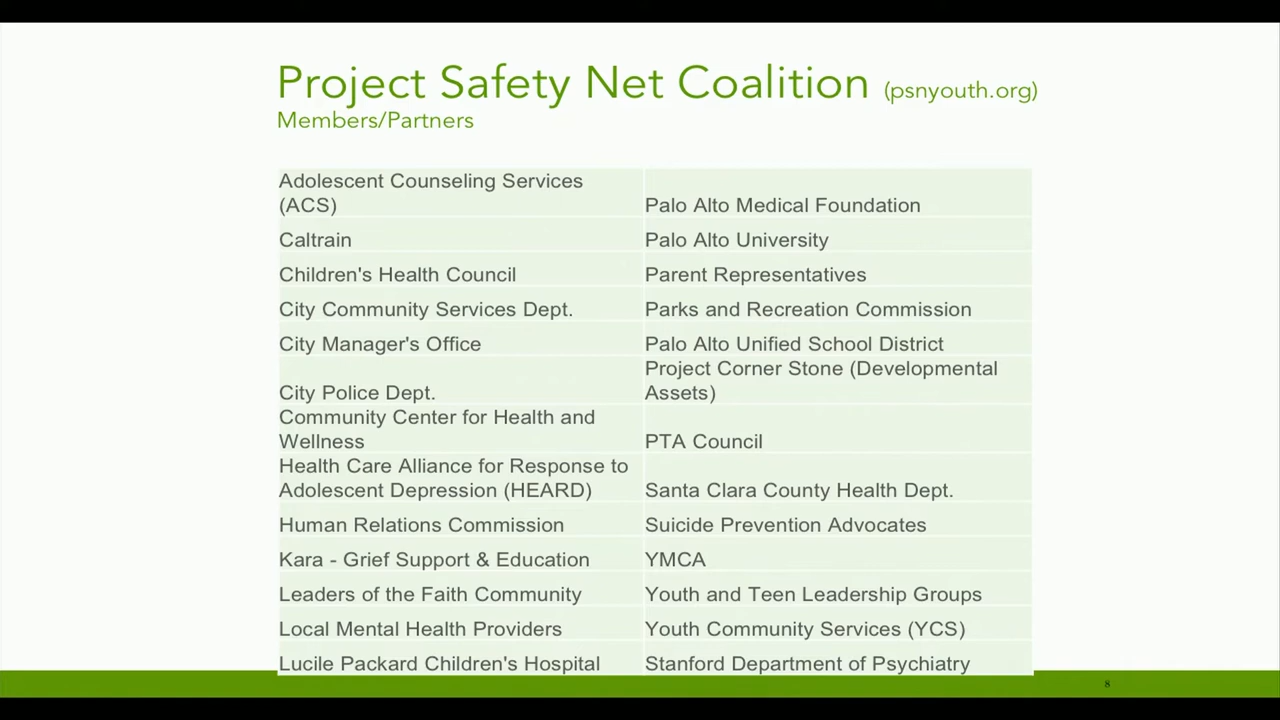 Project Safety Net Coalition (psnyouth.org)
Members/Partners
Adolescent Counseling Services
(ACS)
Palo Alto Medical Foundation
Caltrain
Palo Alto University
Children's Health Council
Parent Representatives
City Community Services Dept.
Parks and Recreation Commission
City Manager's Office
Palo Alto Unified School District
City Police Dept.
Project Corner Stone (Developmental
Assets)
Community Center for Health and
Wellness
PTA Council
Health Care Alliance for Response to
Adolescent Depression (HEARD)
Santa Clara County Health Dept.
Human Relations Commission
Suicide Prevention Advocates
Kara - Grief Support & Education
YMCA
Leaders of the Faith Community
Youth and Teen Leadership Groups
Local Mental Health Providers
Youth Community Services (YCS)
Lucile Packard Children's Hospital
Stanford Department of Psychiatry
8